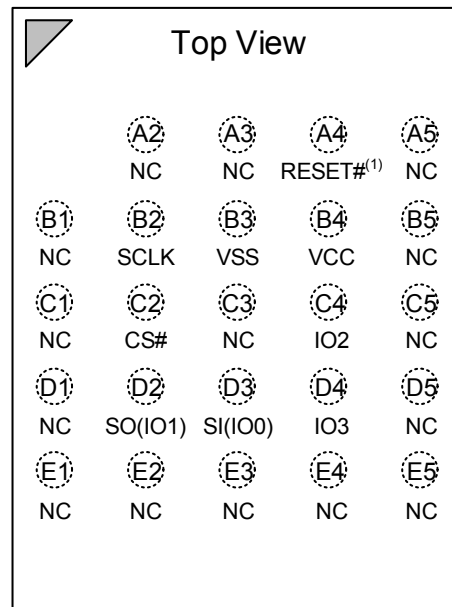 Top View
A2 A3 A4 A5
NC NC RESET#(1) NC
B1 B2 B3 B4 B5
NC SCLK VSS VCC NC
C1 C2 C3 C4 C5
NC CS# NC IO2 NC
D1 D2 D3 D4 D5
NC SO(IO1) SI(IO0) IO3 NC
E1 E2 E3 E4 E5
NC NC NC NC NC